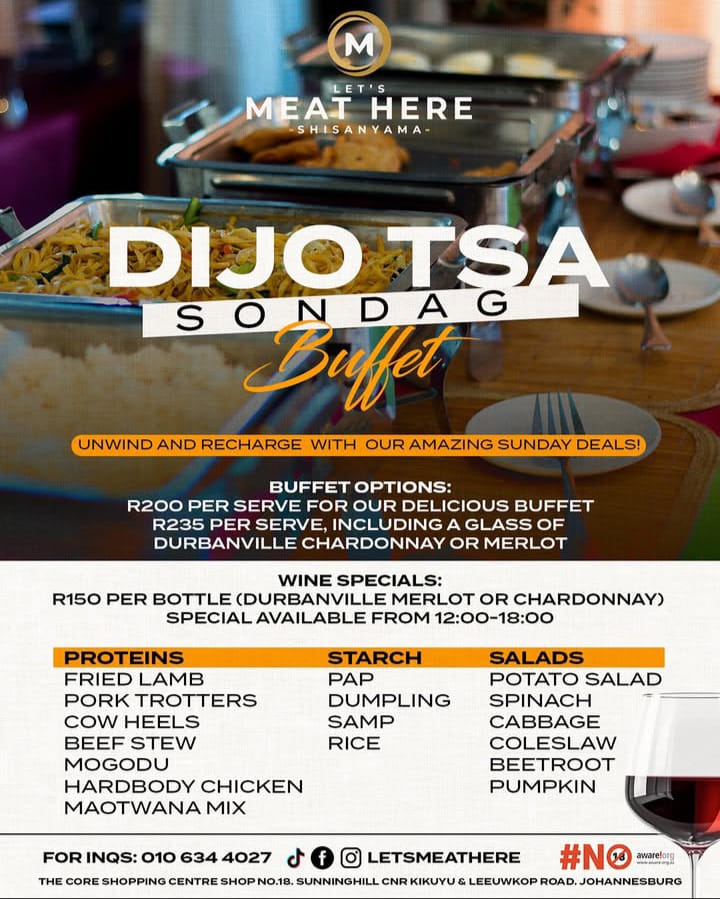 M
LET'S
MEAT HERE
-SHISANYAMA-
DIJO TSA
SONDAG
Buffet
UNWIND AND RECHARGE WITH OUR AMAZING SUNDAY DEALS!
BUFFET OPTIONS:
R200 PER SERVE FOR OUR DELICIOUS BUFFET
R235 PER SERVE, INCLUDING A GLASS OF
DURBANVILLE CHARDONNAY OR MERLOT
WINE SPECIALS:
R150 PER BOTTLE (DURBANVILLE MERLOT OR CHARDONNAY)
SPECIAL AVAILABLE FROM 12:00-18:00
PROTEINS
FRIED LAMB
PORK TROTTERS
COW HEELS
BEEF STEW
MOGODU
HARDBODY CHICKEN
MAOTWANA MIX
STARCH
PAP
DUMPLING
SAMP
RICE
SALADS
POTATO SALAD
SPINACH
CABBAGE
COLESLAW
BEETROOT
PUMPKIN
FOR INQS: 010 634 4027 LETSMEATHERE #NO 18 aware.org
www.aware.org.za
THE CORE SHOPPING CENTRE SHOP NO.18. SUNNINGHILL CNR KIKUYU & LEEUWKOP ROAD. JOHANNESBURG